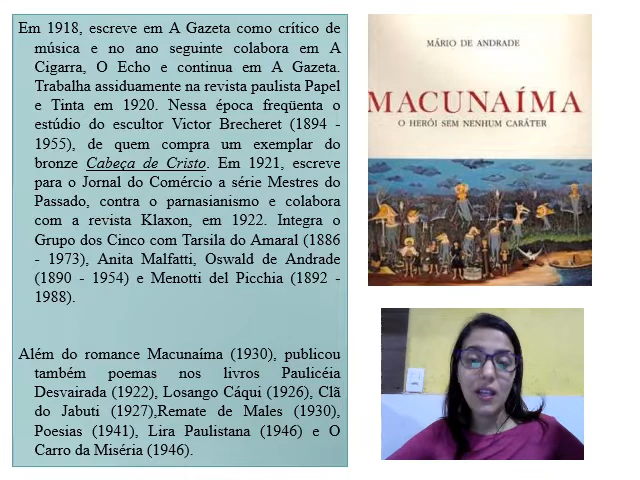 Em 1918, escreve em A Gazeta como crítico de
música e no ano seguinte colabora em A
Cigarra, O Echo e continua em A Gazeta.
Trabalha assiduamente na revista paulista Papel
e Tinta em 1920. Nessa época freqüenta o
estúdio do escultor Victor Brecheret (1894 -
1955), de quem compra um exemplar do
bronze Cabeça de Cristo. Em 1921, escreve
para o Jornal do Comércio a série Mestres do
Passado, contra o parnasianismo e colabora
com a revista Klaxon, em 1922. Integra o
Grupo dos Cinco com Tarsila do Amaral (1886
- 1973), Anita Malfatti, Oswald de Andrade
(1890 - 1954) e Menotti del Picchia (1892 -
1988).
Além do romance Macunaíma (1930), publicou
também poemas nos livros Paulicéia
Desvairada (1922), Losango Cáqui (1926), Clã
do Jabuti (1927),Remate de Males (1930),
Poesias (1941), Lira Paulistana (1946) e O
Carro da Miséria (1946).
MÁRIO DE ANDRADE
MACUNAÍMA
O HERÓI SEM NENHUM CARÁTER